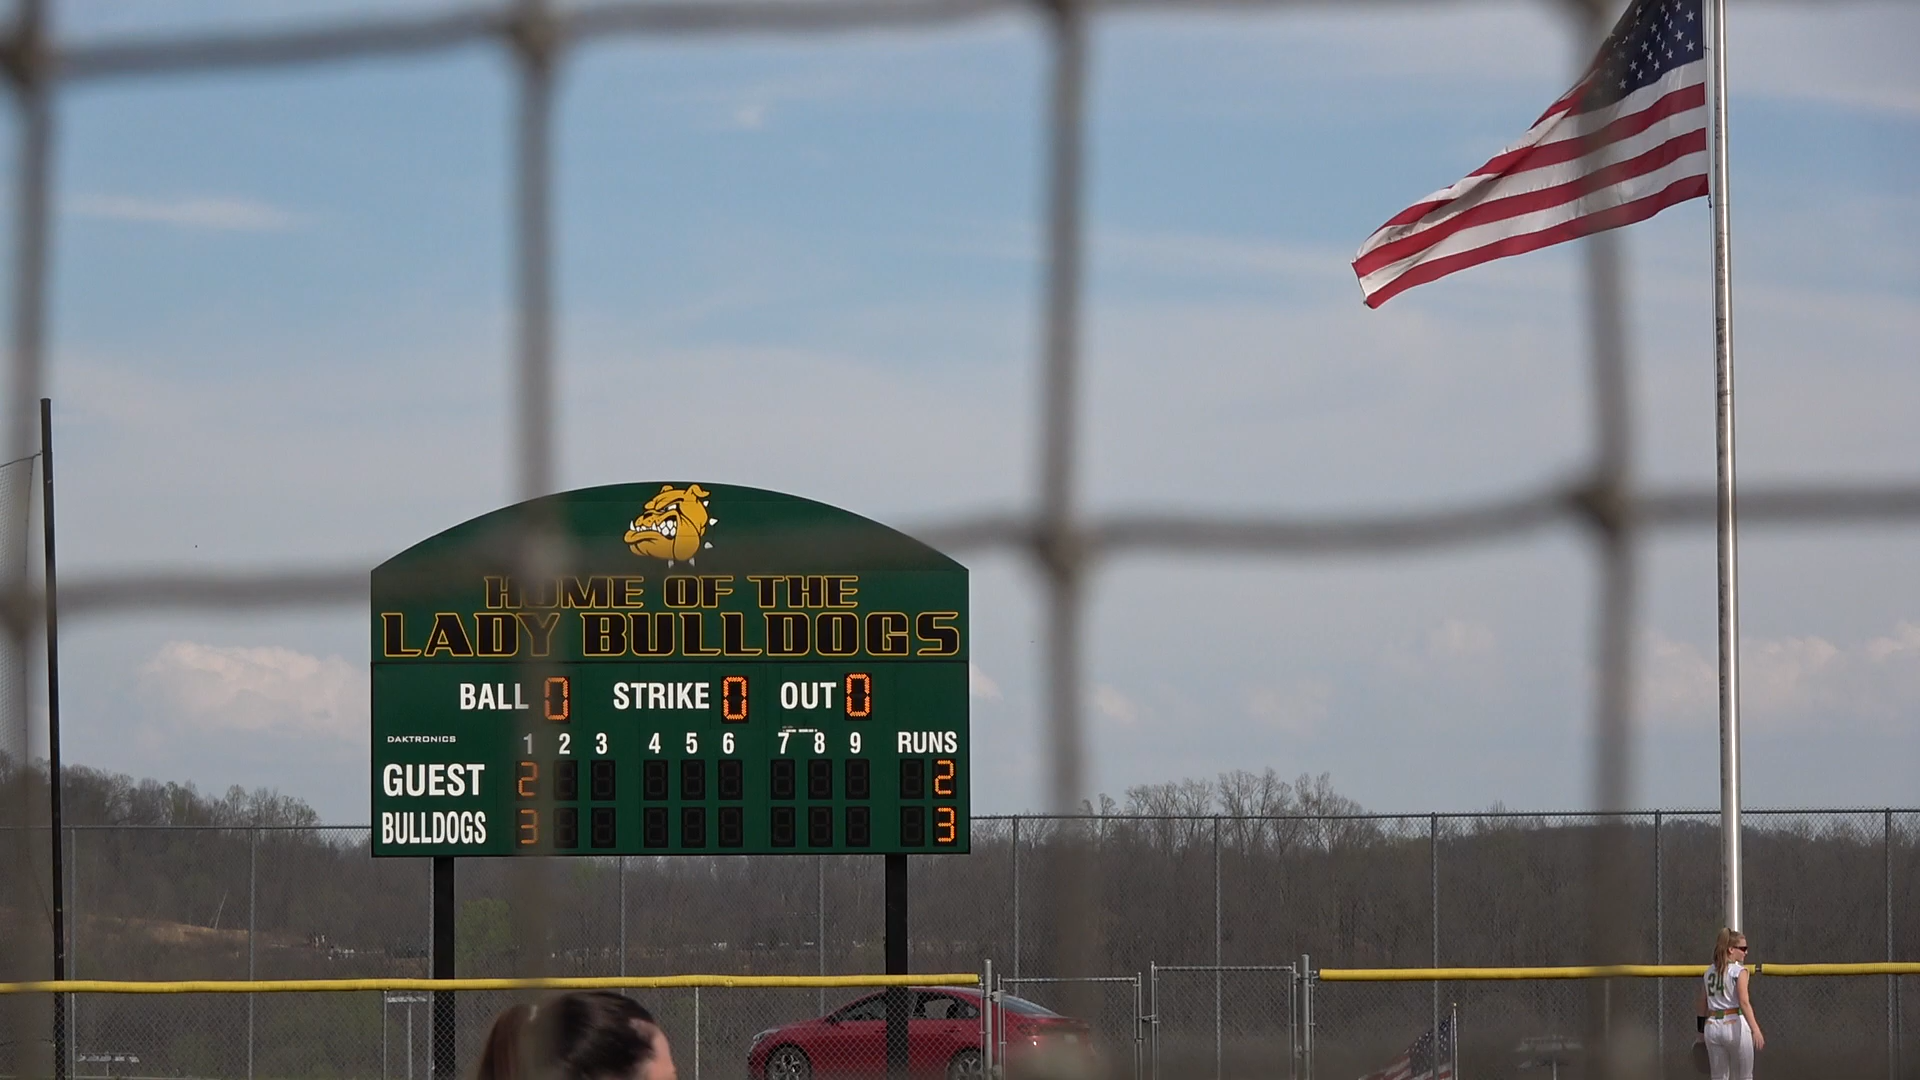 HOME OF THE
LADY BULLDOGS
BALL 0 STRIKE 0 OUT 0
DAKTRONICS 1 2 3 4 5 6 7 8 9 RUNS
GUEST 2 2
BULLDOGS 3 3
24